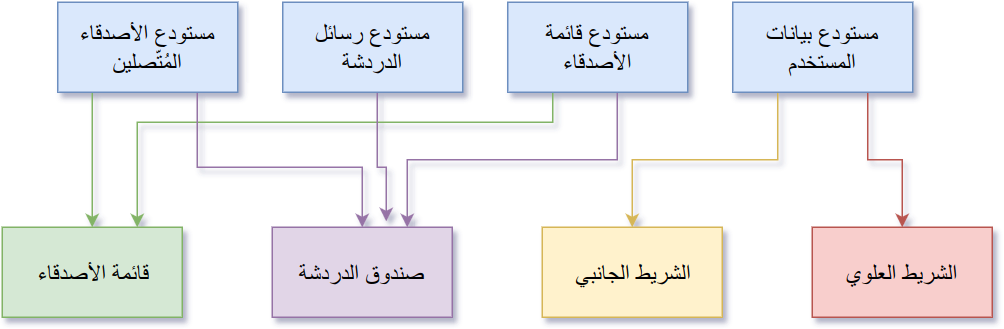 مستودع بيانات
المستخدم
مستودع قائمة
الأصدقاء
مستودع رسائل
الدردشة
مستودع الأصدقاء
المُتّصلين
الشريط العلوي
الشريط الجانبي
صندوق الدردشة
قائمة الأصدقاء